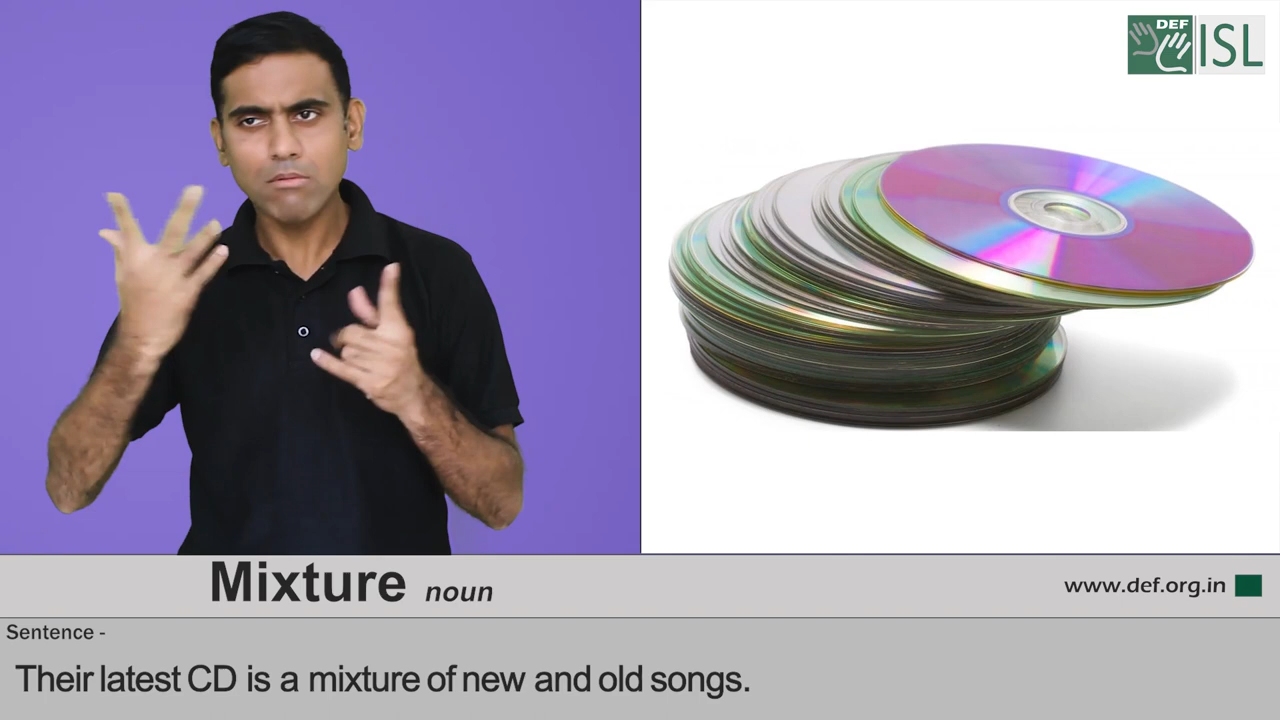 DEF
ISL
Mixture noun
www.def.org.in
Sentence -
Their latest CD is a mixture of new and old songs.